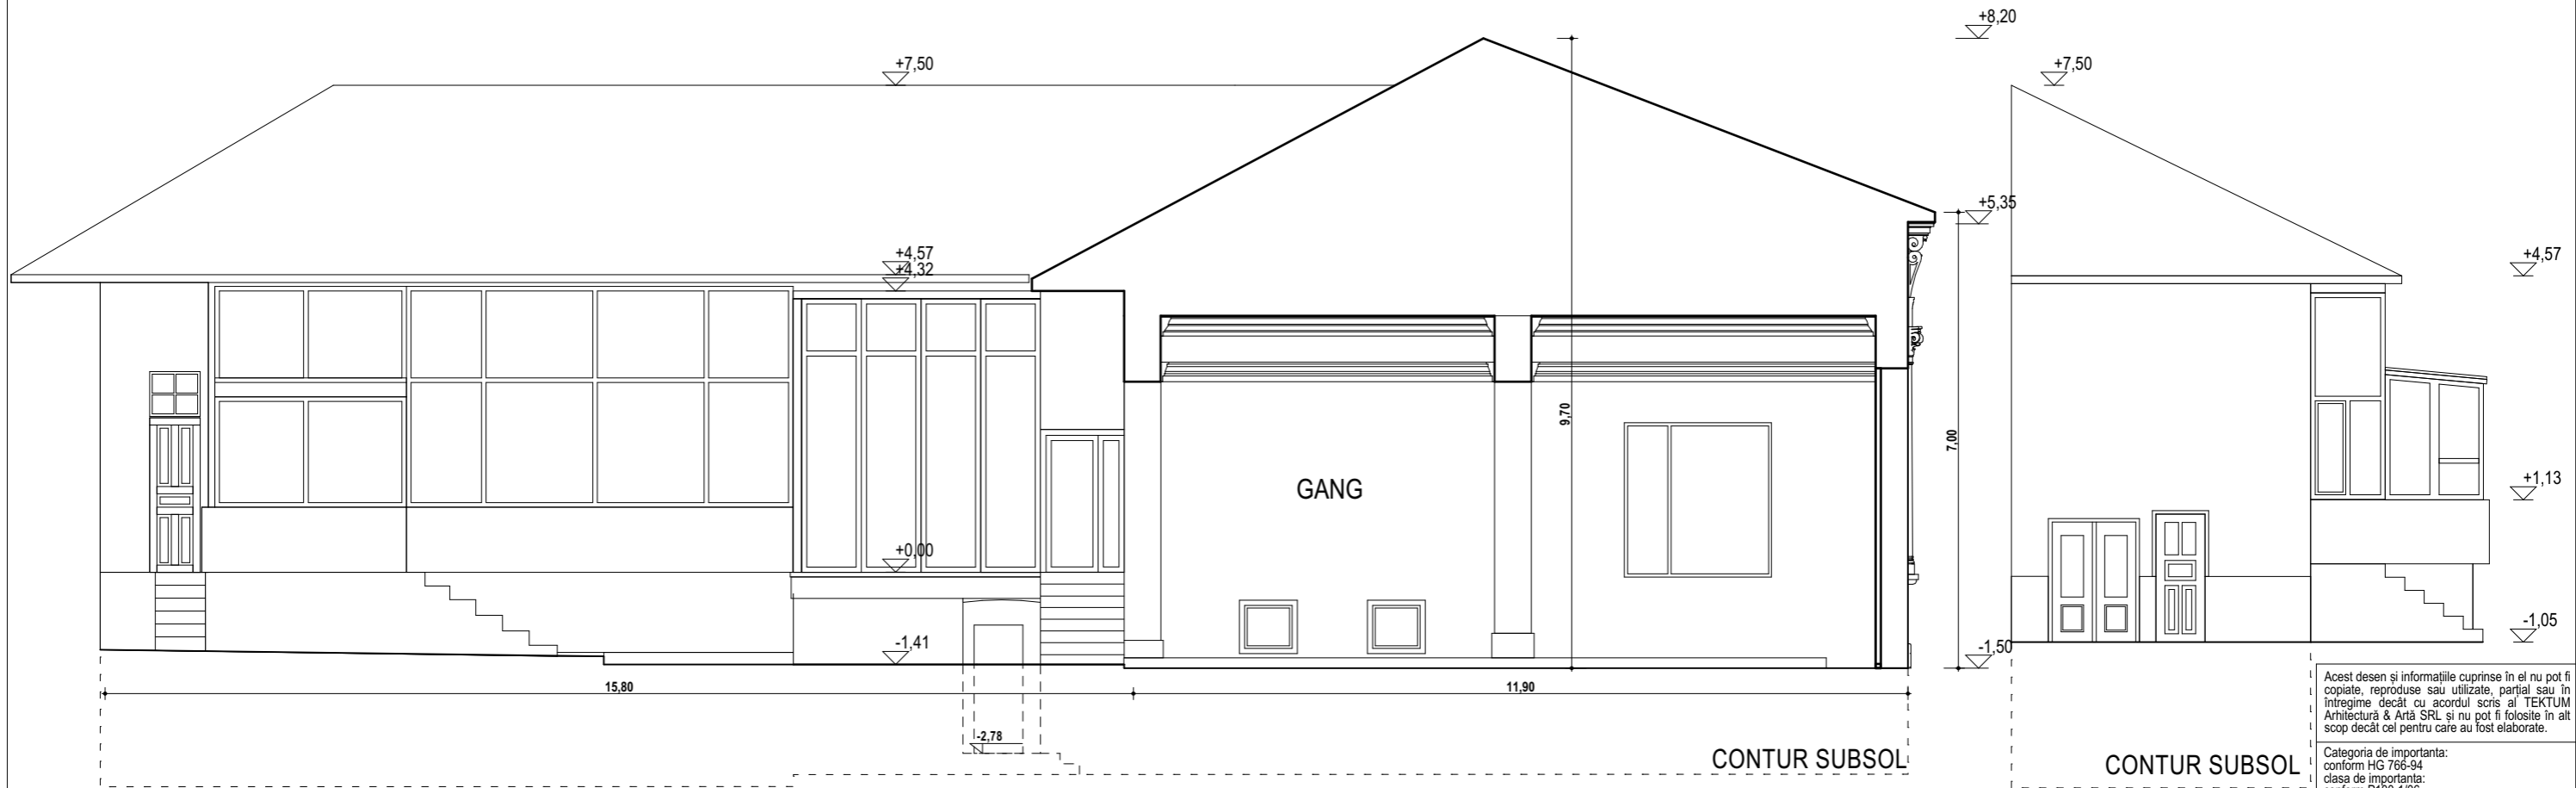 +8,20
+7,50
+7,50
+5,35
+4,57
+4,57
+4,32
9,70
7,00
GANG
+1,13
+0,00
-1,05
-1,41
-1,50
15,80
11,90
-2,78
CONTUR SUBSOL
CONTUR SUBSOL
Acest desen și informațiile cuprinse în el nu pot fi
copiate, reproduse sau utilizate, parțial sau în
întregime decât cu acordul scris al TEKTUM
Arhitectură & Artă SRL și nu pot fi folosite în alt
scop decât cel pentru care au fost elaborate.
Categoria de importanta:
conform HG 766-94
clasa de importanta: